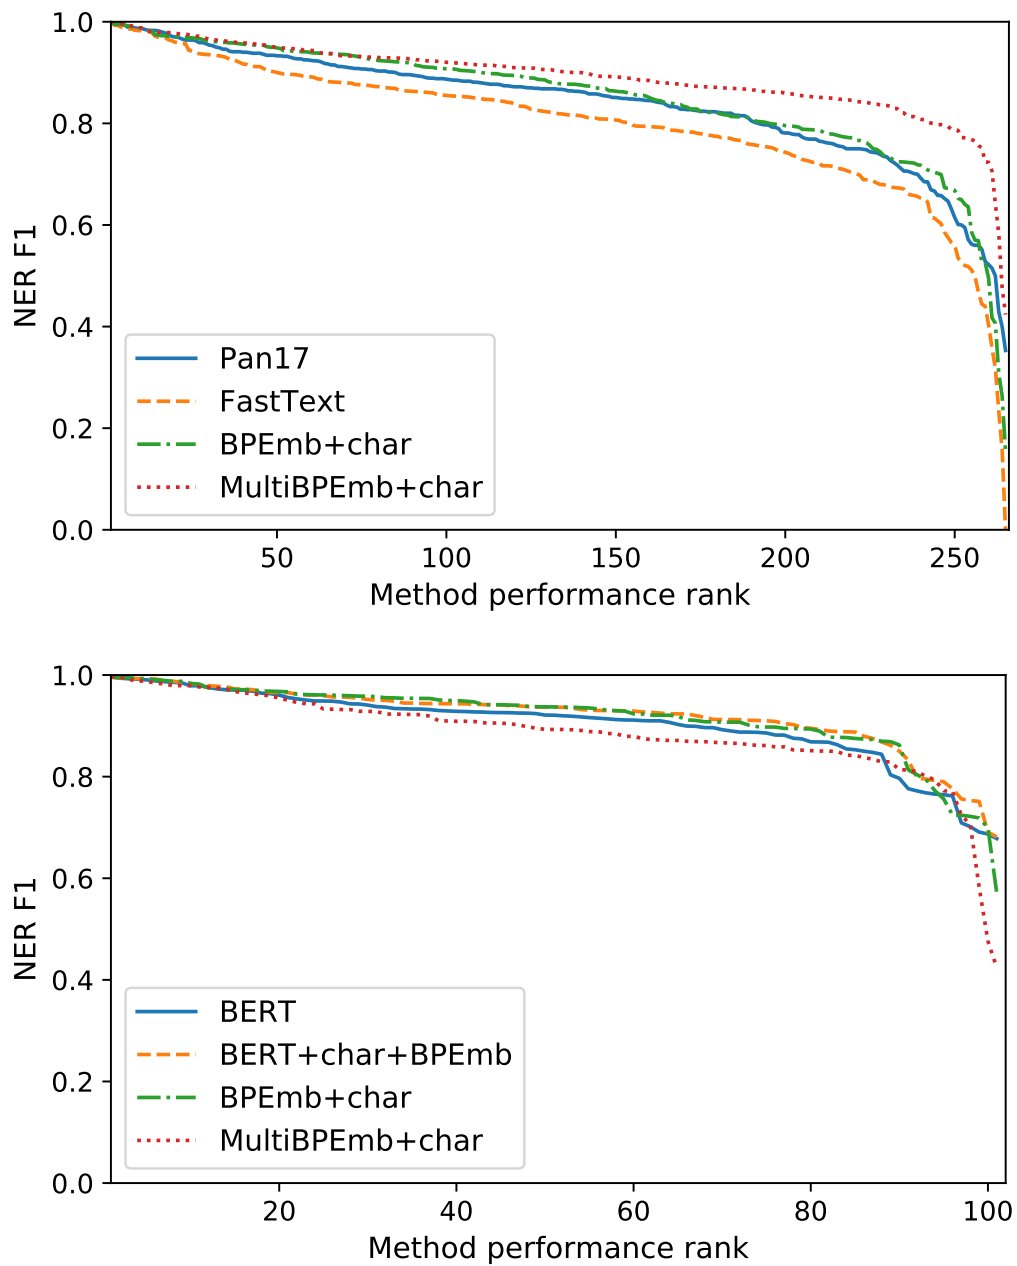 1.0
0.8
0.6
0.4
0.2
0.0
NER F1
Pan17
FastText
BPEmb+char
MultiBPEmb+char
50 100 150 200 250
Method performance rank
1.0
0.8
0.6
0.4
0.2
0.0
NER F1
BERT
BERT+char+BPEmb
BPEmb+char
MultiBPEmb+char
20 40 60 80 100
Method performance rank